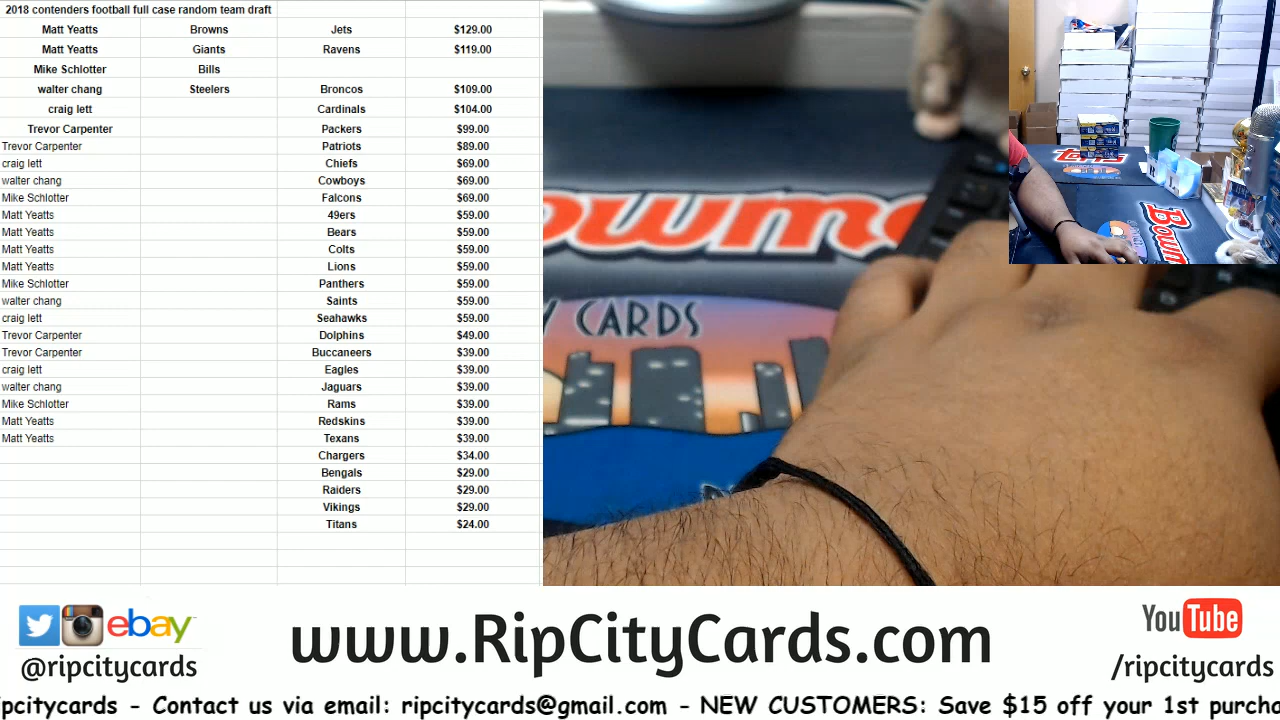 2018 contenders football full case random team draft
Matt Yeatts Browns Jets $129.00
Matt Yeatts Giants Ravens $119.00
Mike Schlotter Bills
walter chang Steelers Broncos $109.00
craig lett Cardinals $104.00
Trevor Carpenter Packers $99.00
Trevor Carpenter Patriots $89.00
craig lett Chiefs $69.00
walter chang Cowboys $69.00
Mike Schlotter Falcons $69.00
Matt Yeatts 49ers $59.00
Matt Yeatts Bears $59.00
Matt Yeatts Colts $59.00
Matt Yeatts Lions $59.00
Mike Schlotter Panthers $59.00
walter chang Saints $59.00
craig lett Seahawks $59.00
Trevor Carpenter Dolphins $49.00
Trevor Carpenter Buccaneers $39.00
craig lett Eagles $39.00
walter chang Jaguars $39.00
Mike Schlotter Rams $39.00
Matt Yeatts Redskins $39.00
Matt Yeatts Texans $39.00
Chargers $34.00
Bengals $29.00
Raiders $29.00
Vikings $29.00
Titans $24.00
owm
Y CARDS
Bowm
ebay
@ripcitycards
www.RipCityCards.com
YouTube
/ripcitycards
ipcitycards - Contact us via email: ripcitycards@gmail.com - NEW CUSTOMERS: Save $15 off your 1st purcha